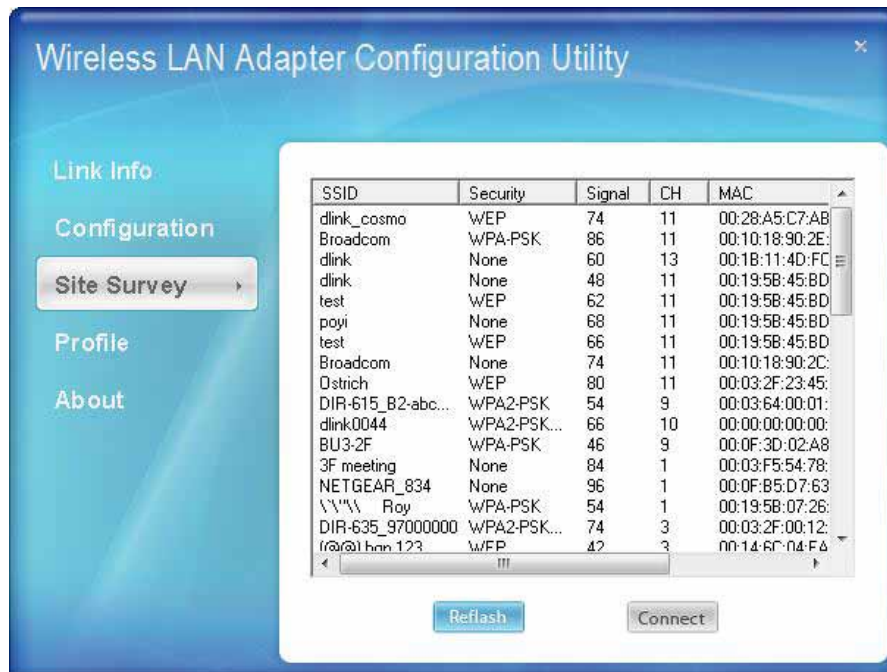 Wireless LAN Adapter Configuration Utility
Link Info
Configuration
Site Survey
Profile
About
SSID Security Signal CH MAC
dlink_cosmo WEP 74 11 00:28:A5:C7:AB
Broadcom WPA-PSK 86 11 00:10:18:90:2E:
dlink None 60 13 00:1B:11:4D:FC
dlink None 48 11 00:19:5B:45:BD
test WEP 62 11 00:19:5B:45:BD
poyi None 68 11 00:19:5B:45:BD
test WEP 66 11 00:19:5B:45:BD
Broadcom None 74 11 00:10:18:90:2C:
Ostrich WEP 80 11 00:03:2F:23:45:
DIR-615_B2-abc... WPA2-PSK 54 9 00:03:64:00:01:
dlink0044 WPA2-PSK... 66 10 00:00:00:00:00:
BU3-2F WPA-PSK 46 9 00:0F:3D:02:A8
3F meeting None 84 1 00:03:F5:54:78:
NETGEAR_834 None 96 1 00:0F:B5:D7:63
\`\"\\ Roy WPA-PSK 54 1 00:19:5B:07:26:
DIR-635_97000000 WPA2-PSK... 74 3 00:03:2F:00:12:
(@@) bgn 123 WEP 42 3 00:14:6C:04:FA
Reflash Connect